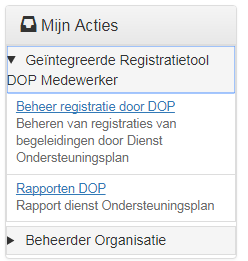 Mijn Acties
Geïntegreerde Registratietool
DOP Medewerker
Beheer registratie door DOP
Beheren van registraties van
begeleidingen door Dienst
Ondersteuningsplan
Rapporten DOP
Rapport dienst Ondersteuningsplan
Beheerder Organisatie